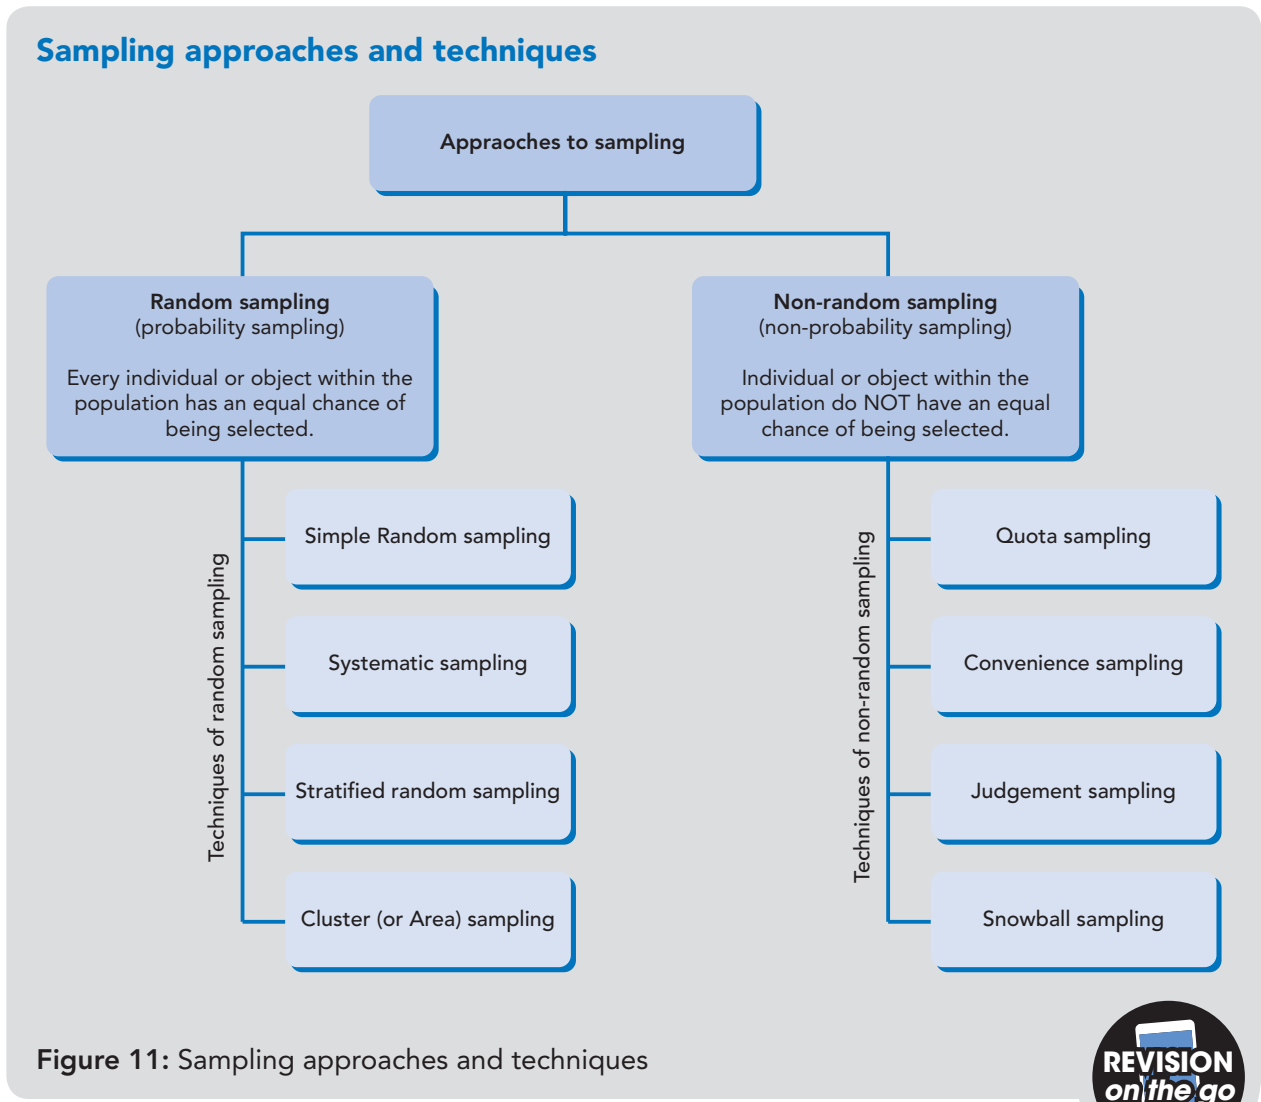 Sampling approaches and techniques
Appraoches to sampling
Random sampling
(probability sampling)
Every individual or object within the
population has an equal chance of
being selected.
Non-random sampling
(non-probability sampling)
Individual or object within the
population do NOT have an equal
chance of being selected.
Techniques of random sampling
Simple Random sampling
Systematic sampling
Stratified random sampling
Cluster (or Area) sampling
Techniques of non-random sampling
Quota sampling
Convenience sampling
Judgement sampling
Snowball sampling
Figure 11: Sampling approaches and techniques
REVISION
on the go